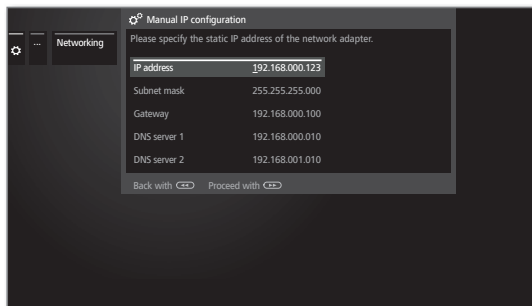 Manual IP configuration
... Networking
Please specify the static IP address of the network adapter.
IP address 192.168.000.123
Subnet mask 255.255.255.000
Gateway 192.168.000.100
DNS server 1 192.168.000.010
DNS server 2 192.168.001.010
Back with Proceed with